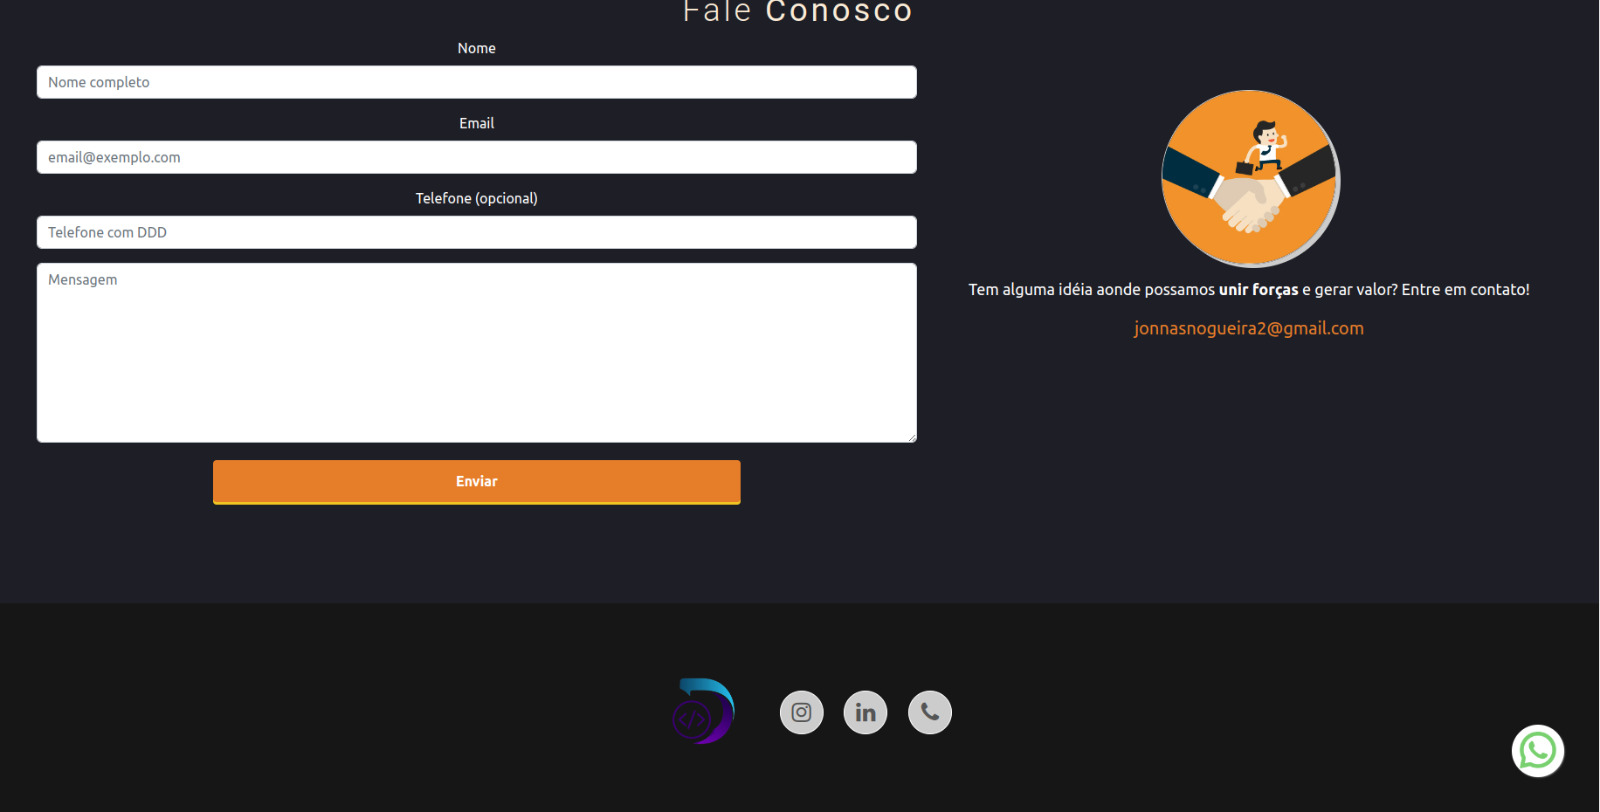 Fale Conosco
Nome
Nome completo
Email
email@exemplo.com
Telefone (opcional)
Telefone com DDD
Mensagem
Enviar
Tem alguma idéia aonde possamos unir forças e gerar valor? Entre em contato!
jonnasnogueira2@gmail.com